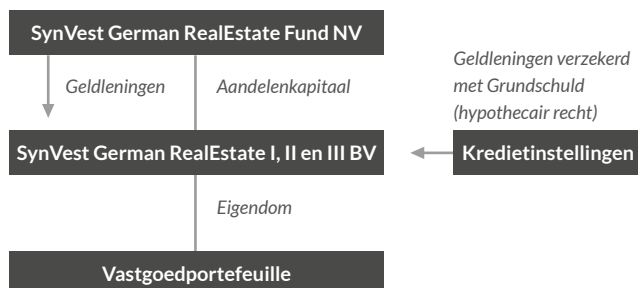 SynVest German RealEstate Fund NV
Geldleningen
Aandelenkapitaal
Geldleningen verzekerd
met Grundschuld
(hypothecair recht)
SynVest German RealEstate I, II en III BV
Kredietinstellingen
Eigendom
Vastgoedportefeuille